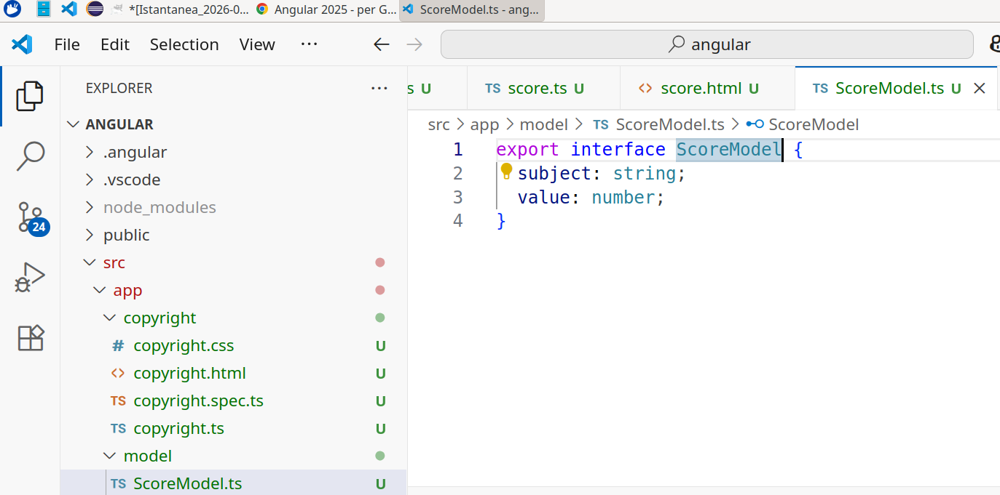 *[Istantanea_2026-0...
Angular 2025 - per G...
ScoreModel.ts - ang...
File Edit Selection View ...
angular
EXPLORER ...
s U
TS score.ts U
<> score.html U
TS ScoreModel.ts U
src > app > model > TS ScoreModel.ts > ScoreModel
ANGULAR
.angular
.vscode
node_modules
public
src
app
copyright
# copyright.css U
<> copyright.html U
TS copyright.spec.ts U
TS copyright.ts U
model
TS ScoreModel.ts U
24
1 export interface ScoreModel {
2 subject: string;
3 value: number;
4 }